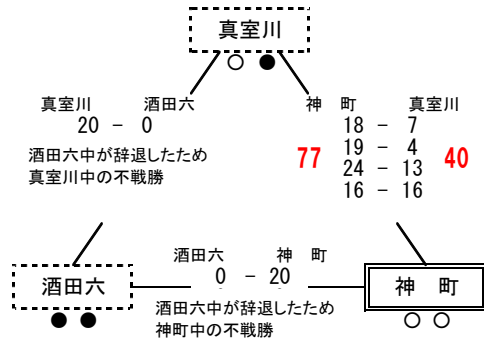 真室川
○ ●
真室川 酒田六
20 - 0
酒田六中が辞退したため
真室川中の不戦勝
神 町 真室川
18 - 7
19 - 4
77 40
24 - 13
16 - 16
酒田六 神 町
0 - 20
酒田六中が辞退したため
神町中の不戦勝
酒田六
● ●
神 町
○ ○